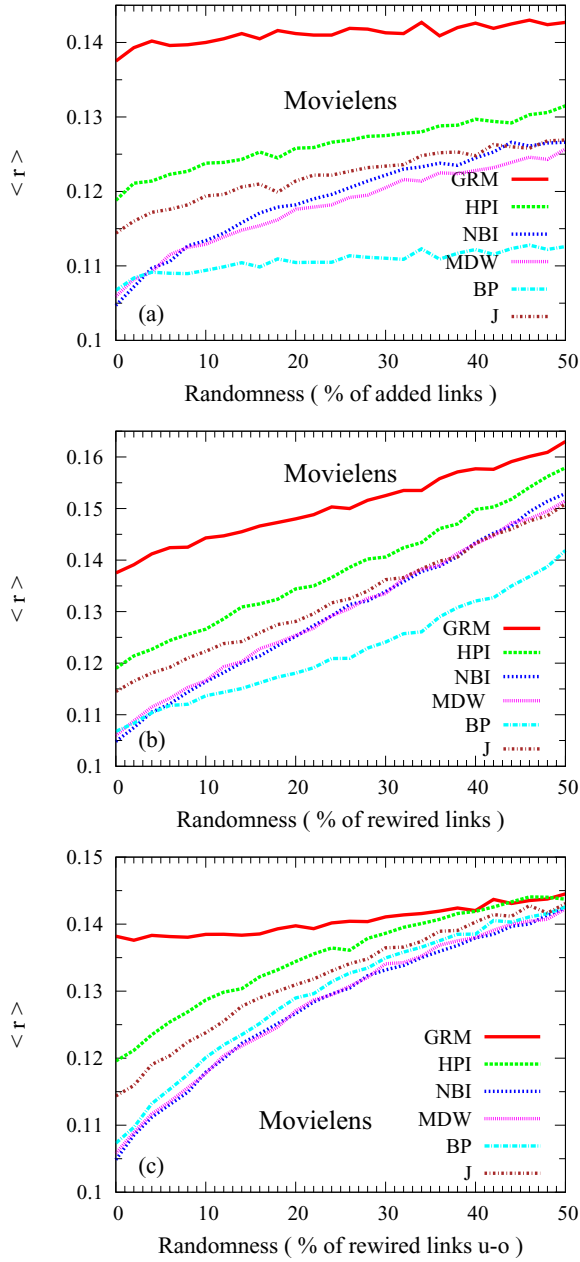 0.14
0.13
0.12
0.11
0.1
< r >
Movielens
GRM
HPI
NBI
MDW
BP
J
(a)
0 10 20 30 40 50
Randomness ( % of added links )
0.16
0.15
0.14
0.13
0.12
0.11
0.1
< r >
Movielens
GRM
HPI
NBI
MDW
BP
J
(b)
0 10 20 30 40 50
Randomness ( % of rewired links )
0.15
0.14
0.13
0.12
0.11
0.1
< r >
GRM
HPI
NBI
MDW
BP
J
Movielens
(c)
0 10 20 30 40 50
Randomness ( % of rewired links u-o )